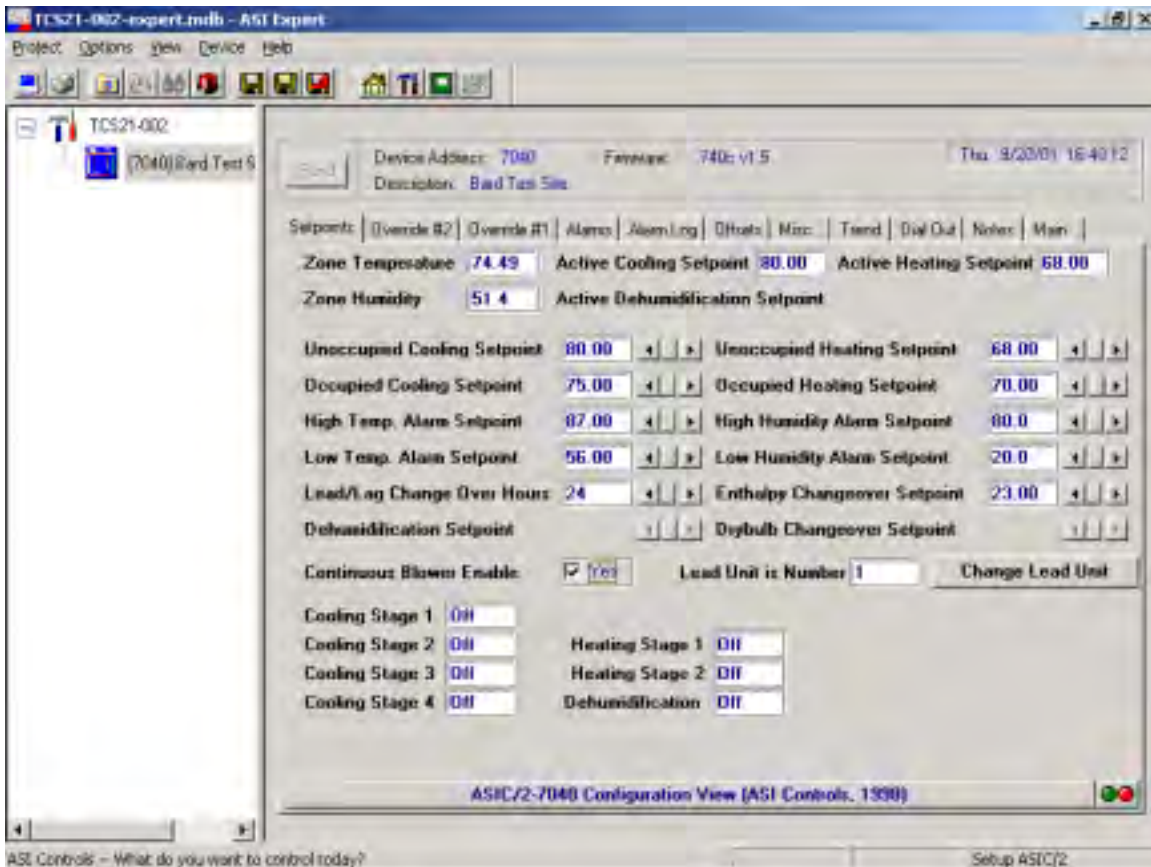 TCS21-002-expert.mdb - ASI Expert
Project Options View Device Help
TCS21-002
(7040) Bard Test S
Device Address: 7040 Firmware: v1.5 Thu 9/20/01 16:40:12
Description: Bard Test Site
Setpoints Override #2 Override #1 Alarms Alarm Log Offsets Misc. Trend Dial Out Notes Main
Zone Temperature 74.49 Active Cooling Setpoint 80.00 Active Heating Setpoint 68.00
Zone Humidity 51.4 Active Dehumidification Setpoint
Unoccupied Cooling Setpoint 80.00 Unoccupied Heating Setpoint 68.00
Occupied Cooling Setpoint 75.00 Occupied Heating Setpoint 70.00
High Temp. Alarm Setpoint 87.00 High Humidity Alarm Setpoint 80.0
Low Temp. Alarm Setpoint 56.00 Low Humidity Alarm Setpoint 20.0
Lead/Lag Change Over Hours 24 Enthalpy Changeover Setpoint 23.00
Dehumidification Setpoint Drybulb Changeover Setpoint
Continuous Blower Enable Yes Lead Unit is Number 1 Change Lead Unit
Cooling Stage 1 Off
Cooling Stage 2 Off Heating Stage 1 Off
Cooling Stage 3 Off Heating Stage 2 Off
Cooling Stage 4 Off Dehumidification Off
ASIC/2-7040 Configuration View (ASI Controls, 1998)
ASI Controls -- What do you want to control today? Setup ASIC/2